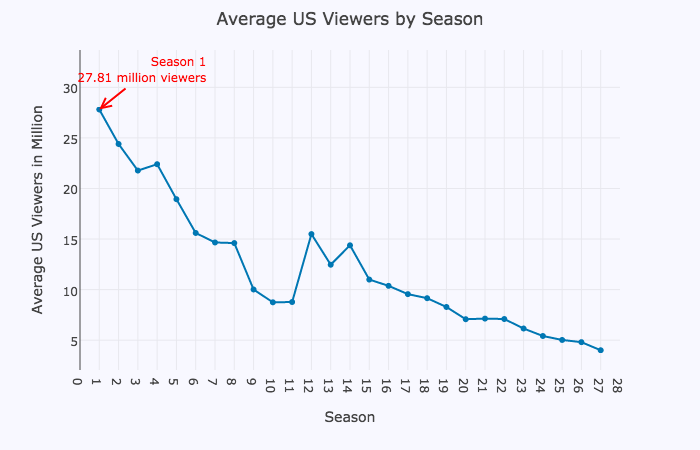 Average US Viewers by Season
Season 1
27.81 million viewers
Average US Viewers in Million
30
25
20
15
10
5
0 1 2 3 4 5 6 7 8 9 10 11 12 13 14 15 16 17 18 19 20 21 22 23 24 25 26 27 28
Season